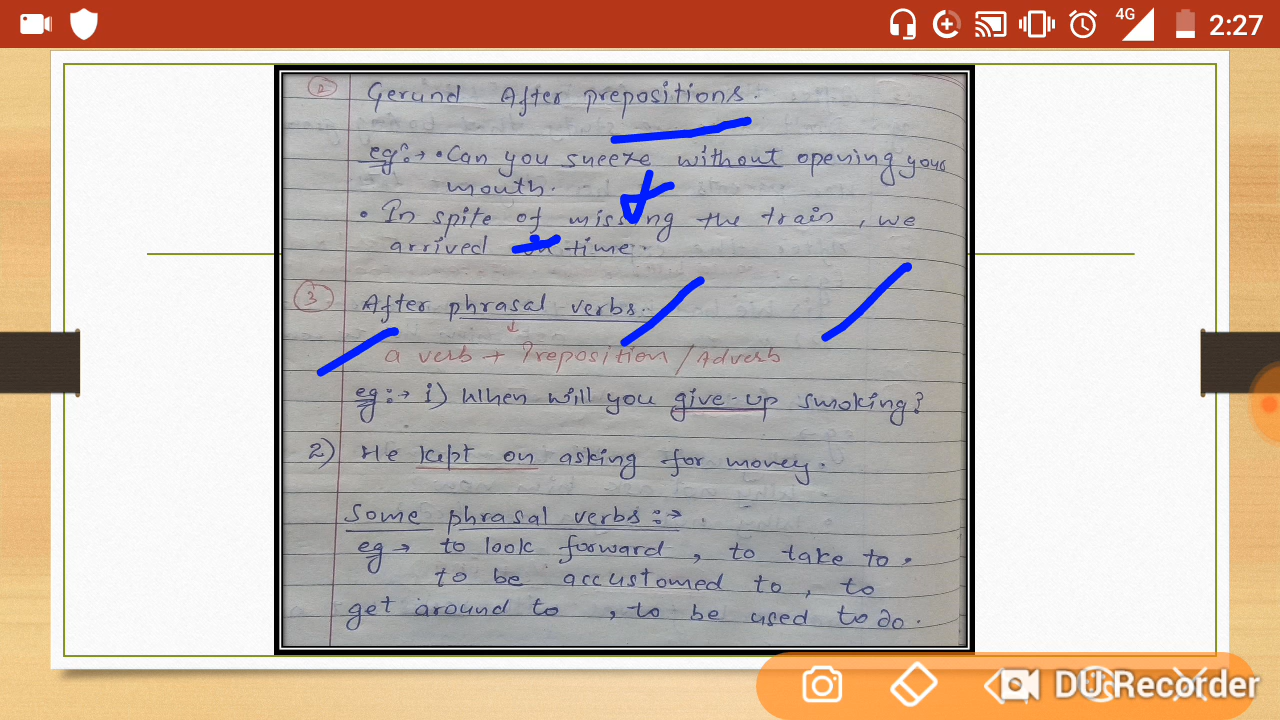 4G 2:27
2 Gerund After prepositions.
eg:→ •Can you sneeze without opening your
mouth.
• In spite of missing the train, we
arrived in time.
3 After phrasal verbs.
↓
a verb + Preposition / Adverb
eg:→ 1) When will you give-up smoking?
2) He kept on asking for money.
Some phrasal verbs:→
eg → to look forward, to take to,
to be accustomed to, to
get around to , to be used to do.
DU Recorder